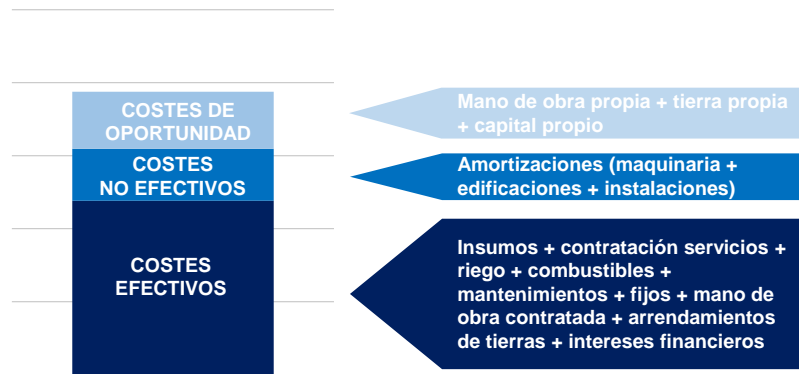 COSTES DE
OPORTUNIDAD
Mano de obra propia + tierra propia
+ capital propio
COSTES
NO EFECTIVOS
Amortizaciones (maquinaria +
edificaciones + instalaciones)
COSTES
EFECTIVOS
Insumos + contratación servicios +
riego + combustibles +
mantenimientos + fijos + mano de
obra contratada + arrendamientos
de tierras + intereses financieros